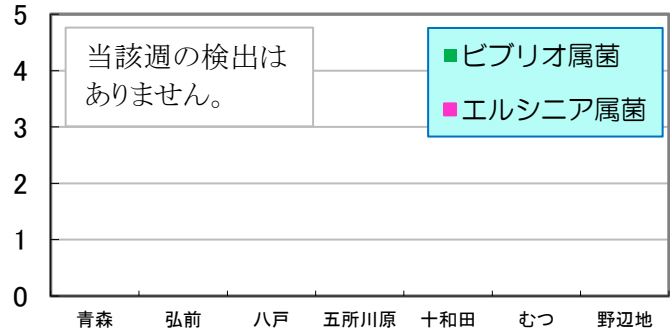 5
4
3
2
1
0
当該週の検出は
ありません。
■ビブリオ属菌
■エルシニア属菌
青森 弘前 八戸 五所川原 十和田 むつ 野辺地